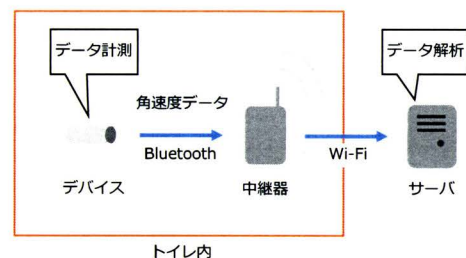 データ計測
データ解析
角速度データ
Bluetooth
Wi-Fi
デバイス
中継器
サーバ
トイレ内